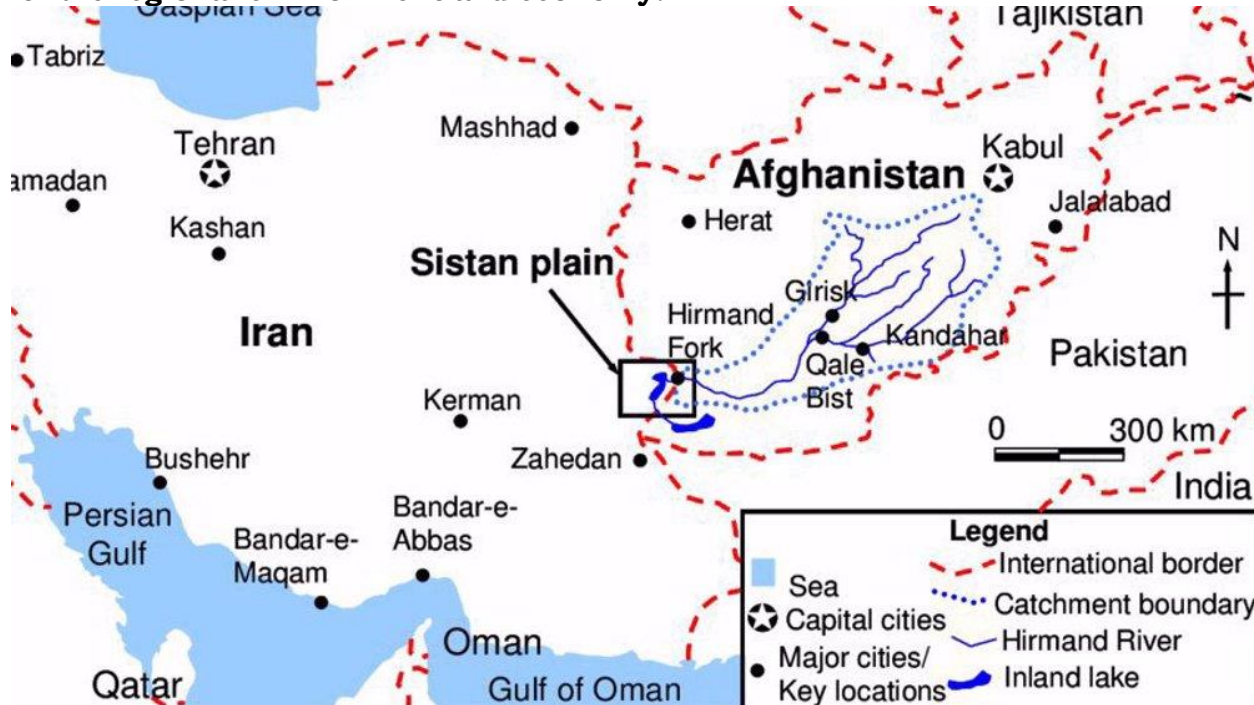 Caspian Sea
Tajikistan
Tabriz
Mashhad
Tehran
Kabul
Afghanistan
amadan
Jalalabad
Herat
Kashan
N
Sistan plain
Girisk
Hirmand
Fork
Iran
Kandahar
Pakistan
Qale
Bist
Kerman
0 300 km
Zahedan
Bushehr
India
Persian
Gulf
Bandar-e-
Abbas
Bandar-e-
Maqam
Oman
Qatar
Gulf of Oman
Legend
International border
Sea
Catchment boundary
Capital cities
Hirmand River
Major cities/
Key locations
Inland lake